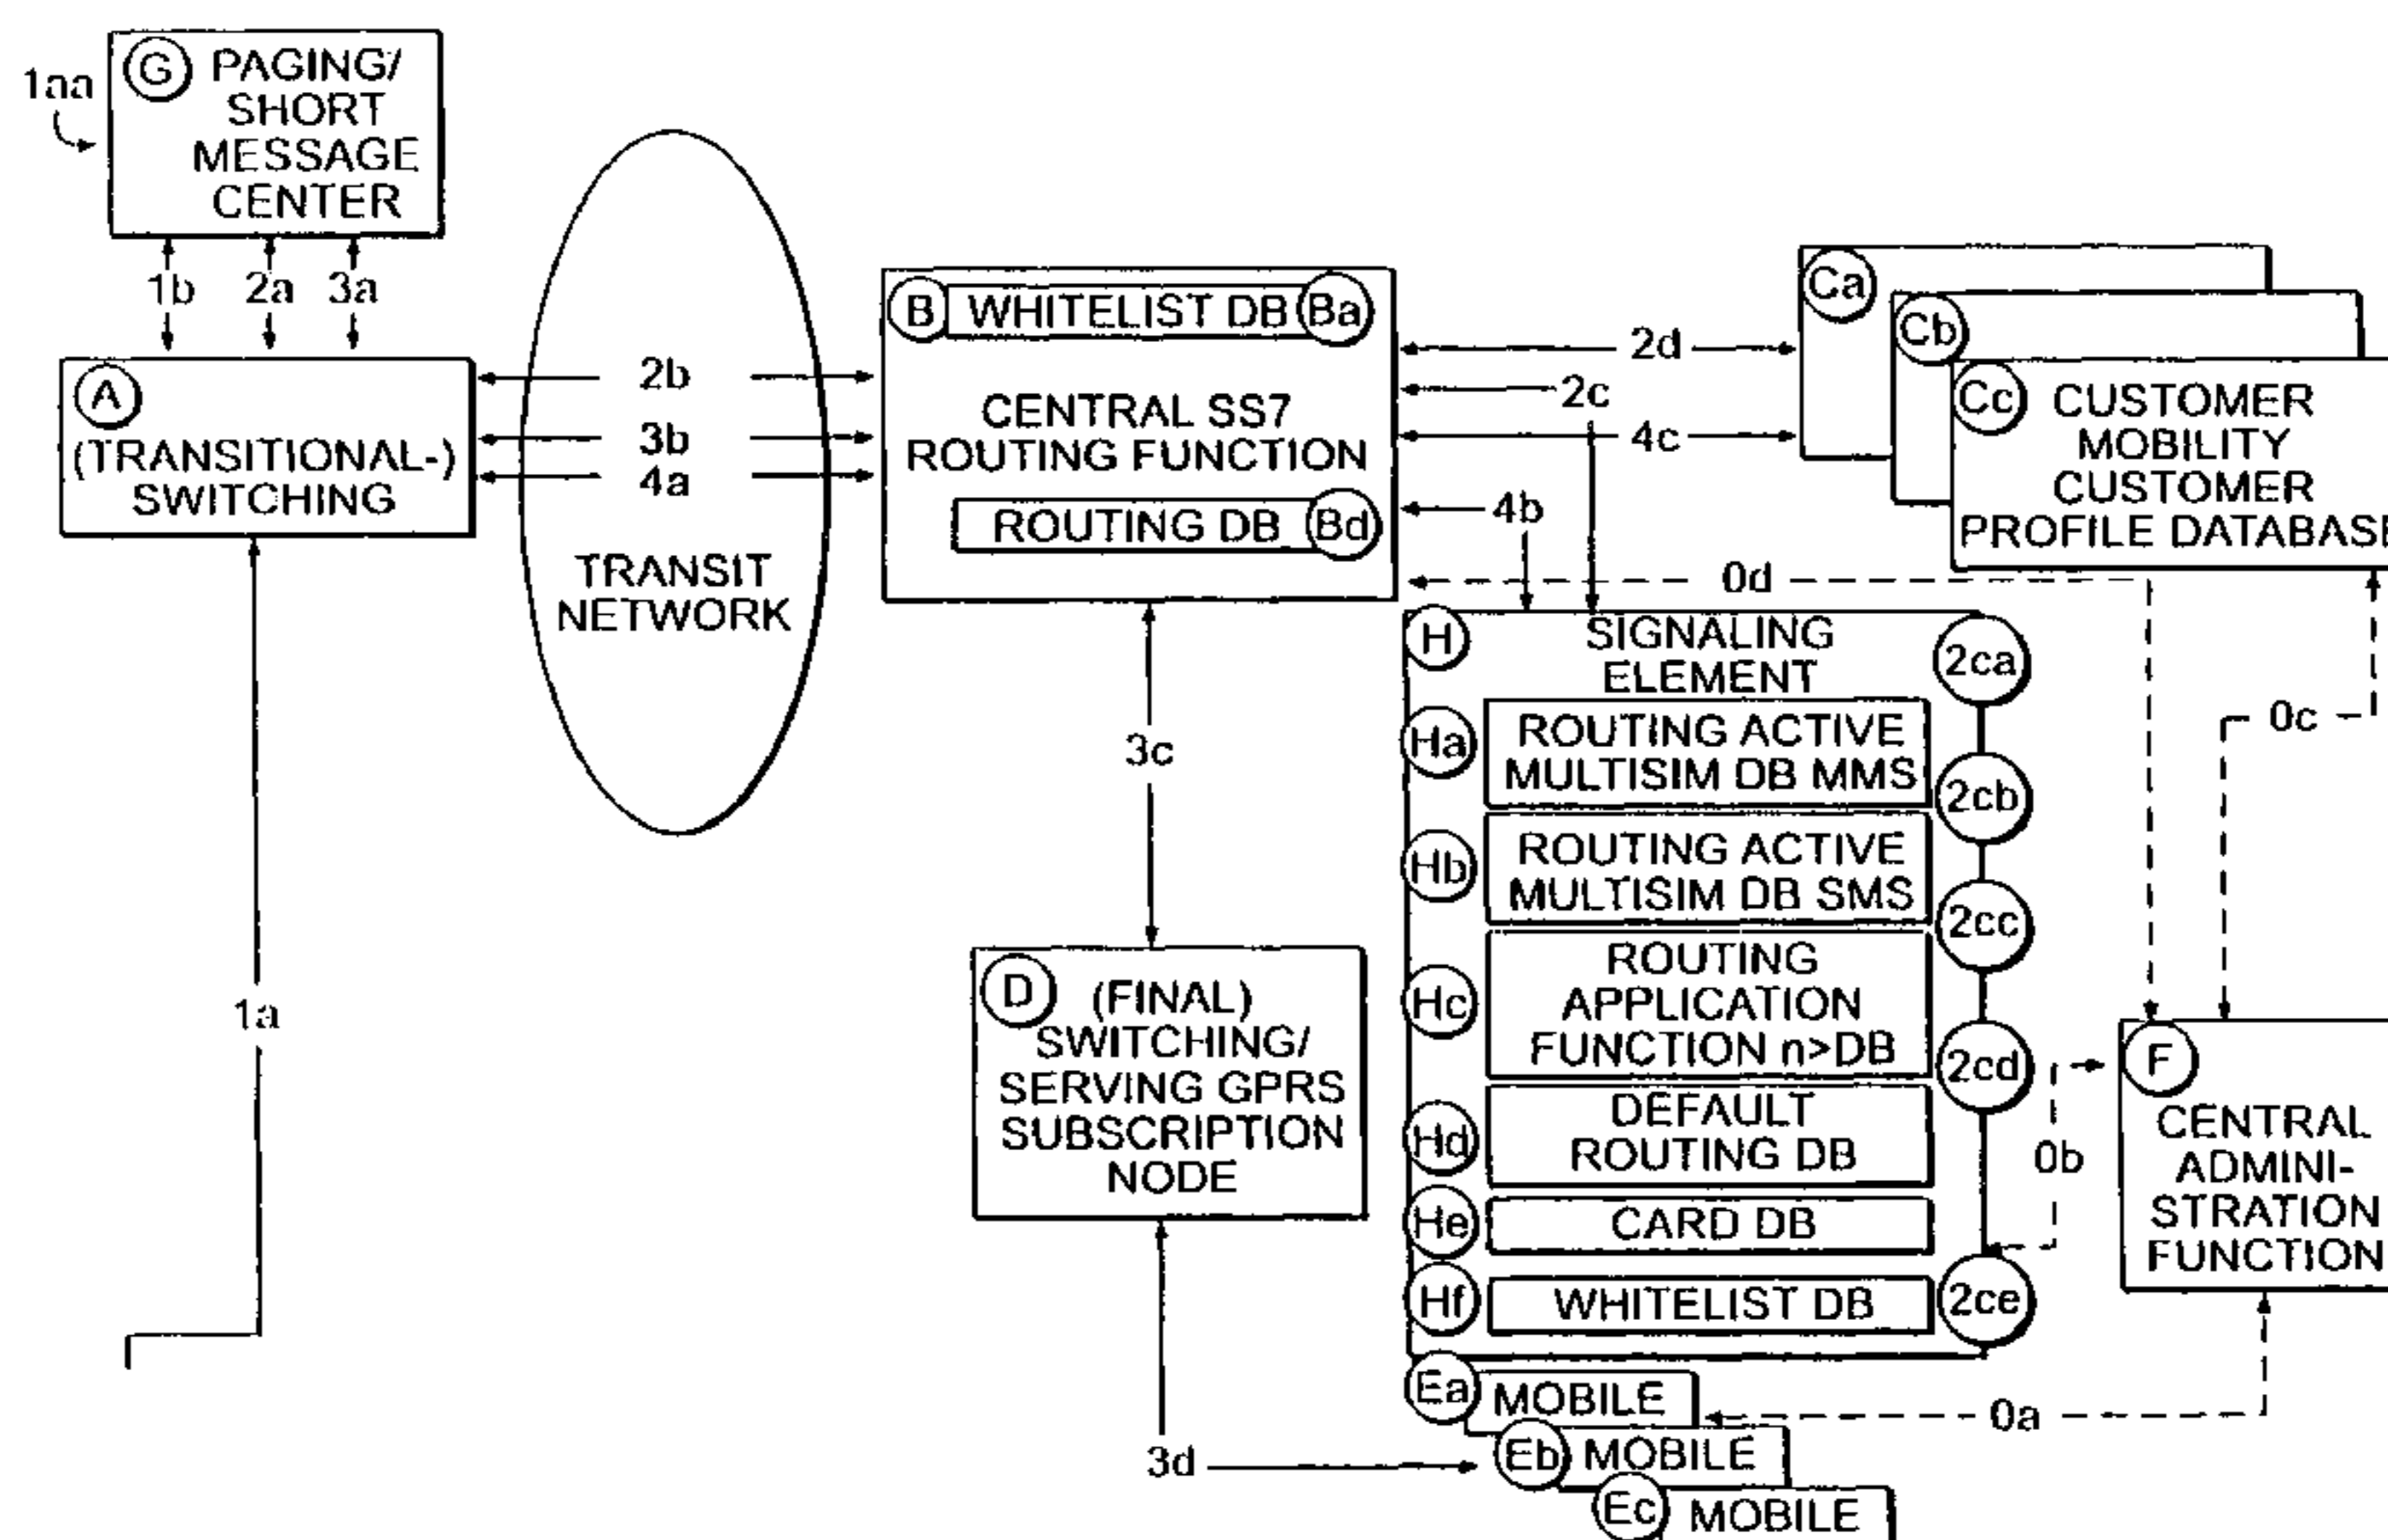 1aa
G PAGING/
SHORT
MESSAGE
CENTER
1b 2a 3a
A
(TRANSITIONAL-)
SWITCHING
1a
2b
3b
4a
TRANSIT
NETWORK
B WHITELIST DB Ba
CENTRAL SS7
ROUTING FUNCTION
ROUTING DB Bd
2d
2c
4c
4b
0d
Ca
Cb
Cc CUSTOMER
MOBILITY
CUSTOMER
PROFILE DATABASE
0c
3c
D (FINAL)
SWITCHING/
SERVING GPRS
SUBSCRIPTION
NODE
3d
H SIGNALING
ELEMENT
2ca
Ha ROUTING ACTIVE
MULTISIM DB MMS
2cb
Hb ROUTING ACTIVE
MULTISIM DB SMS
2cc
Hc ROUTING
APPLICATION
FUNCTION n>DB
2cd
Hd DEFAULT
ROUTING DB
He CARD DB
Hf WHITELIST DB 2ce
0b
F
CENTRAL
ADMINI-
STRATION
FUNCTION
Ea MOBILE
0a
Eb MOBILE
Ec MOBILE